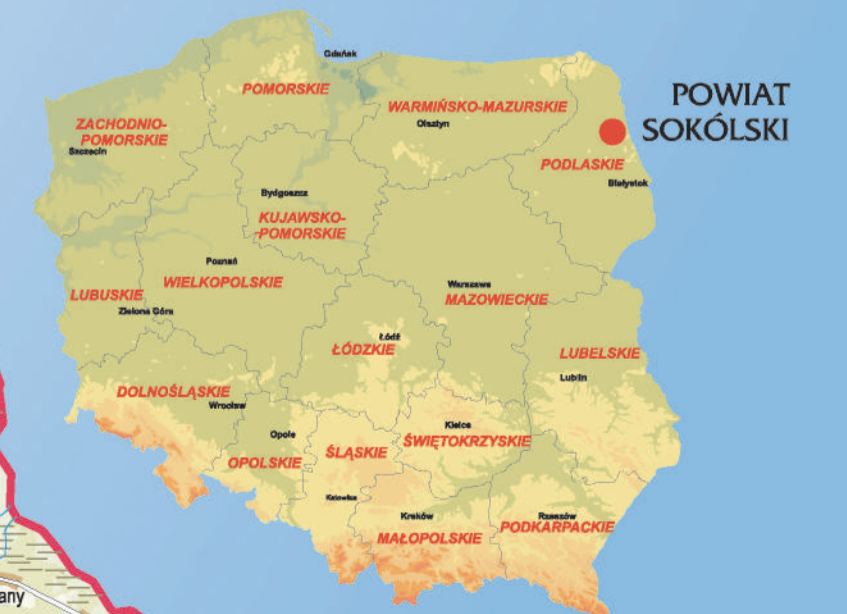 Gdańsk
POMORSKIE
WARMIŃSKO-MAZURSKIE
Olsztyn
POWIAT
SOKÓLSKI
ZACHODNIO-
POMORSKIE
Szczecin
PODLASKIE
Białystok
Bydgoszcz
KUJAWSKO-
-POMORSKIE
Poznań
WIELKOPOLSKIE
LUBUSKIE
Zielona Góra
Warszawa
MAZOWIECKIE
Łódź
ŁÓDZKIE
LUBELSKIE
Lublin
DOLNOŚLĄSKIE
Wrocław
Opole
OPOLSKIE
ŚLĄSKIE
Kielce
ŚWIĘTOKRZYSKIE
Katowice
Kraków
MAŁOPOLSKIE
Rzeszów
PODKARPACKIE
any